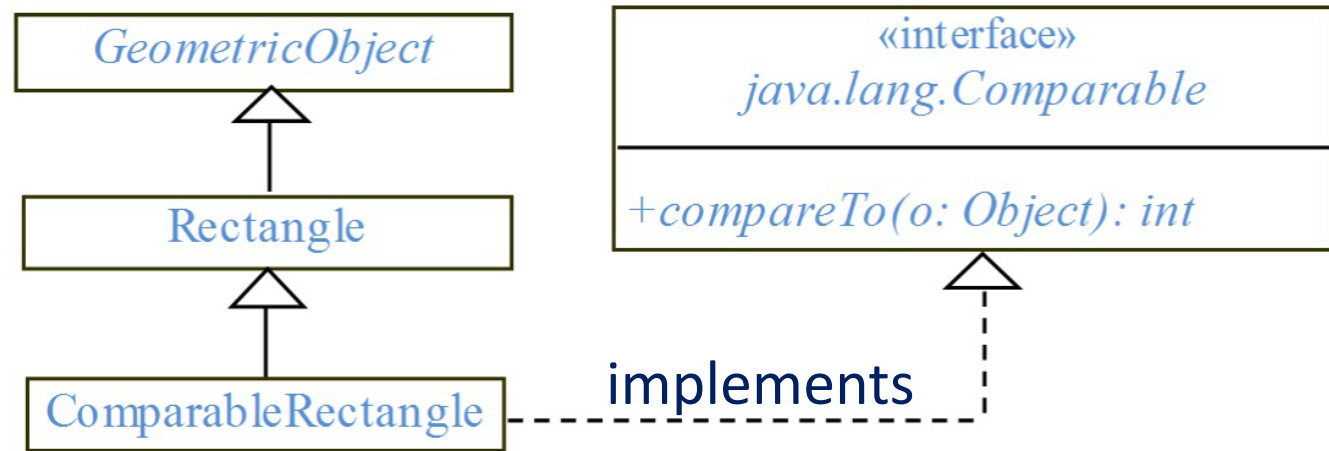 GeometricObject
Rectangle
ComparableRectangle
«interface»
java.lang.Comparable
+compareTo(o: Object): int
implements